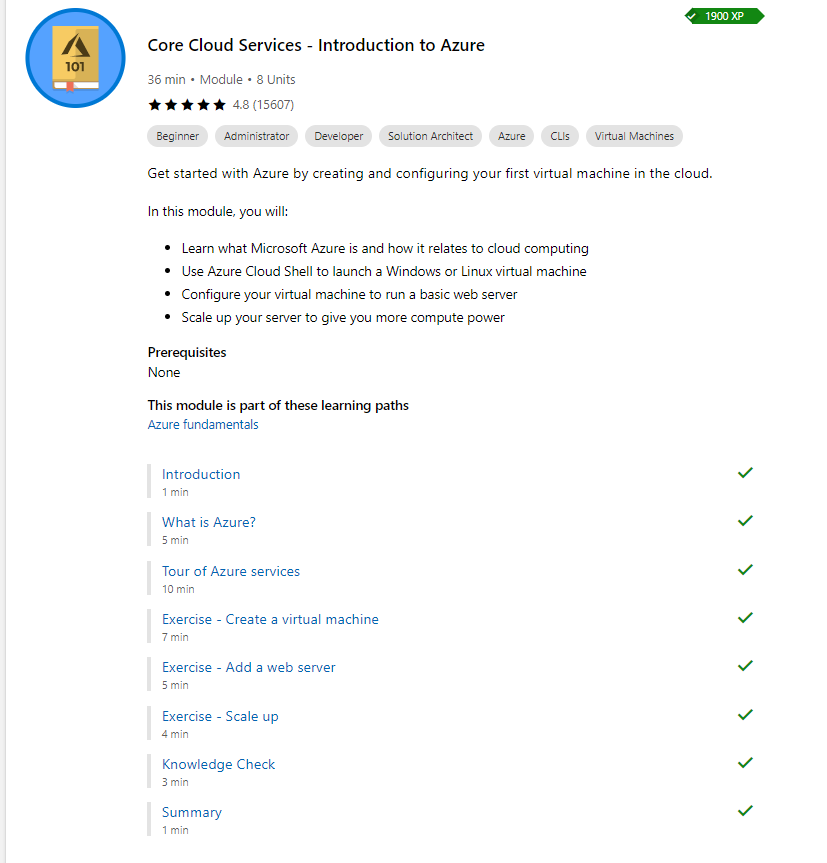 1900 XP
101
Core Cloud Services - Introduction to Azure
36 min • Module • 8 Units
4.8 (15607)
Beginner Administrator Developer Solution Architect Azure CLIs Virtual Machines
Get started with Azure by creating and configuring your first virtual machine in the cloud.
In this module, you will:
• Learn what Microsoft Azure is and how it relates to cloud computing
• Use Azure Cloud Shell to launch a Windows or Linux virtual machine
• Configure your virtual machine to run a basic web server
• Scale up your server to give you more compute power
Prerequisites
None
This module is part of these learning paths
Azure fundamentals
Introduction
1 min
What is Azure?
5 min
Tour of Azure services
10 min
Exercise - Create a virtual machine
7 min
Exercise - Add a web server
5 min
Exercise - Scale up
4 min
Knowledge Check
3 min
Summary
1 min